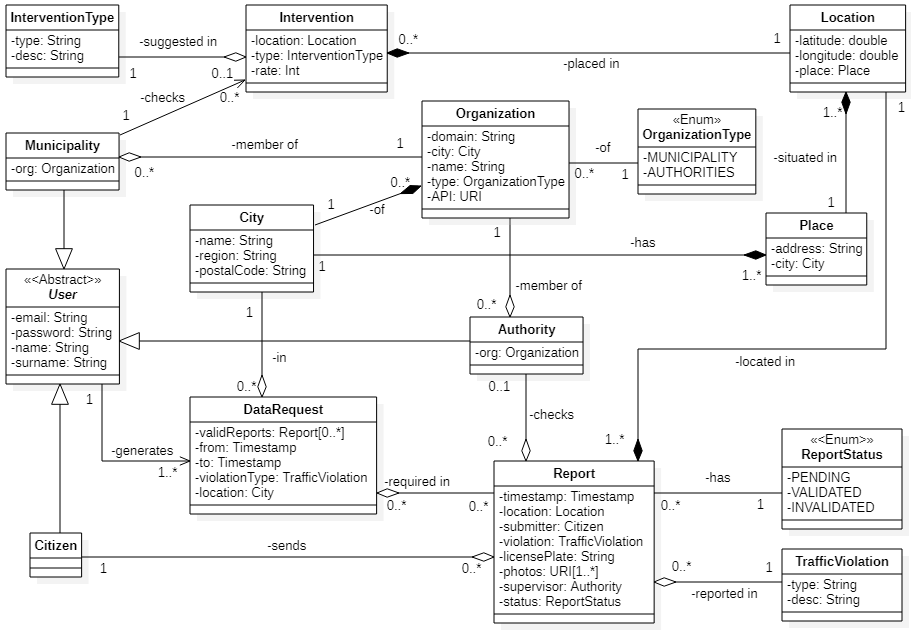 InterventionType
-type: String
-desc: String
-suggested in
1
0..1
Intervention
-location: Location
-type: InterventionType
-rate: Int
0..*
1
-placed in
Location
-latitude: double
-longitude: double
-place: Place
-checks
1
0..*
Municipality
-org: Organization
-member of
0..*
1
Organization
-domain: String
-city: City
-name: String
-type: OrganizationType
-API: URI
-of
0..*
1
«Enum»
OrganizationType
-MUNICIPALITY
-AUTHORITIES
1..*
-situated in
1
1
City
-name: String
-region: String
-postalCode: String
1
-of
0..*
1
-has
1..*
Place
-address: String
-city: City
«<Abstract>»
User
-email: String
-password: String
-name: String
-surname: String
1
-member of
0..*
Authority
-org: Organization
1
-in
0..*
-located in
1..*
1
-generates
1..*
DataRequest
-validReports: Report[0..*]
-from: Timestamp
-to: Timestamp
-violationType: TrafficViolation
-location: City
0..1
-checks
0..*
-required in
0..*
0..*
Report
-timestamp: Timestamp
-location: Location
-submitter: Citizen
-violation: TrafficViolation
-licensePlate: String
-photos: URI[1..*]
-supervisor: Authority
-status: ReportStatus
-has
0..*
1
«<Enum>»
ReportStatus
-PENDING
-VALIDATED
-INVALIDATED
Citizen
-sends
1
0..*
0..*
1
-reported in
TrafficViolation
-type: String
-desc: String